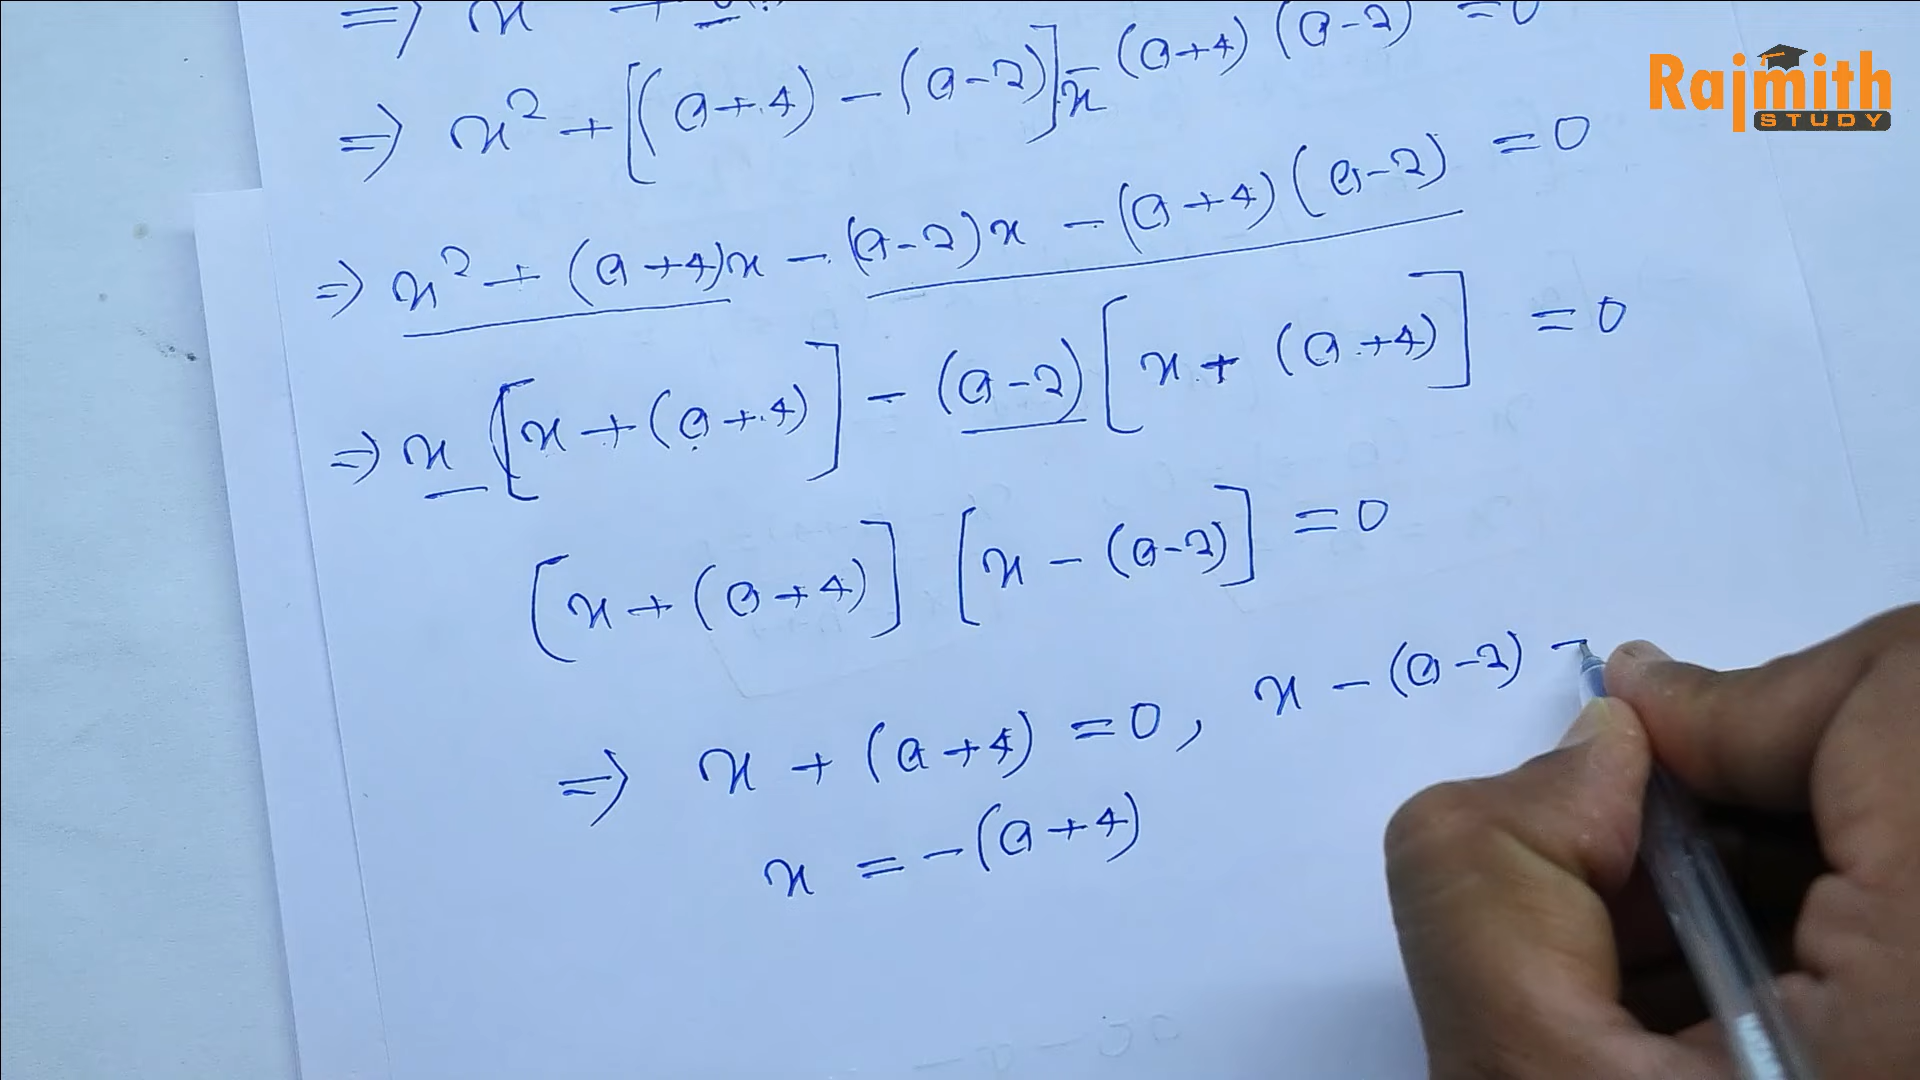 ⇒ x² + [(a+4) - (a-2)]x - (a+4)(a-2) = 0
Rajmith
STUDY
⇒ x² + (a+4)x - (a-2)x - (a+4)(a-2) = 0
⇒ x [x + (a+4)] - (a-2) [x + (a+4)] = 0
[x + (a+4)] [x - (a-2)] = 0
⇒ x + (a+4) = 0, x - (a-2)
x = -(a+4)